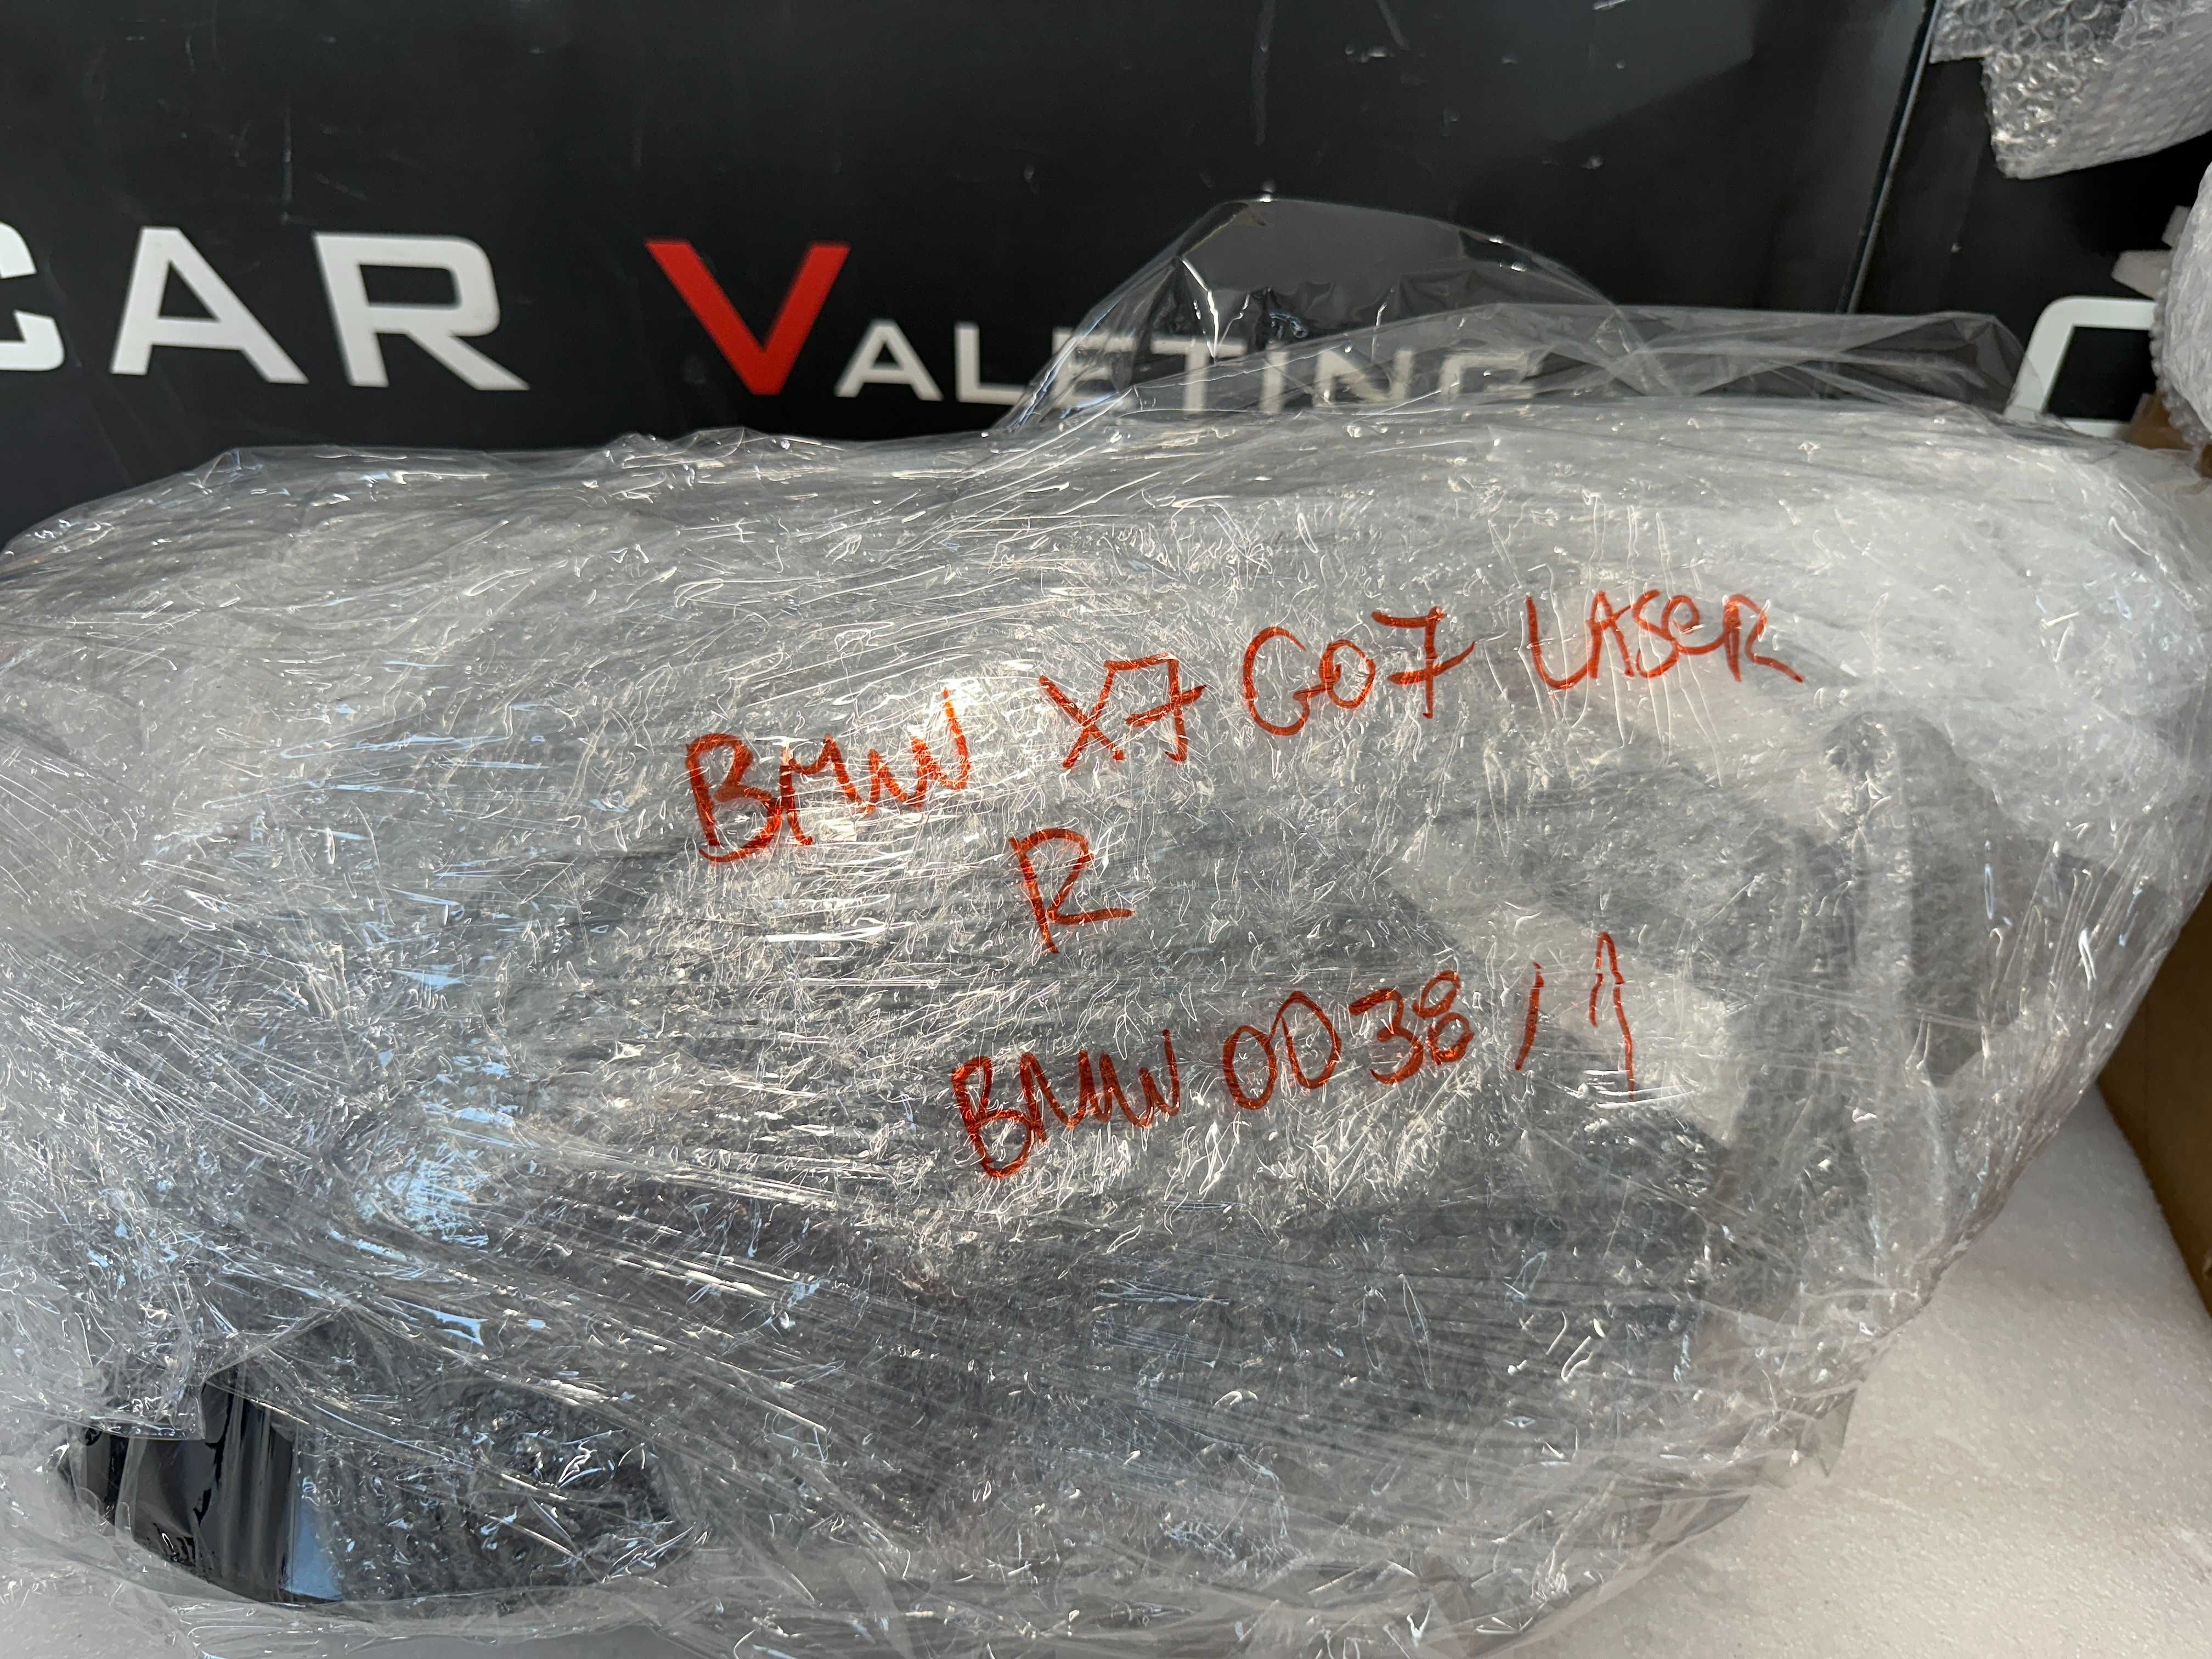 CAR VALETING
BMW X7 G07 LASER
R
BMW 0038 / 1